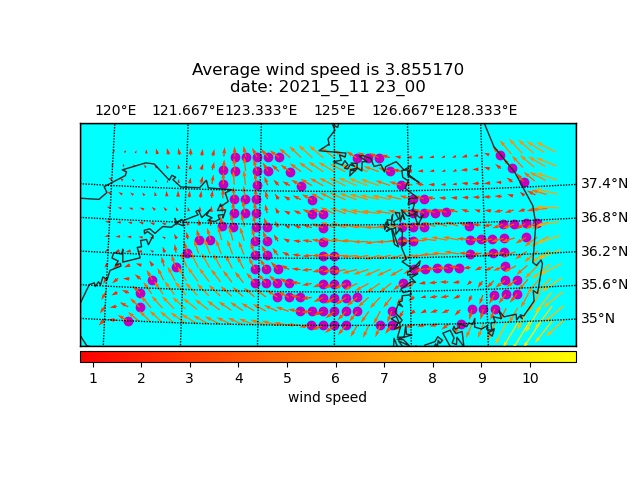 Average wind speed is 3.855170
date: 2021_5_11 23_00
120°E 121.667°E 123.333°E 125°E 126.667°E 128.333°E
37.4°N
36.8°N
36.2°N
35.6°N
35°N
1 2 3 4 5 6 7 8 9 10
wind speed